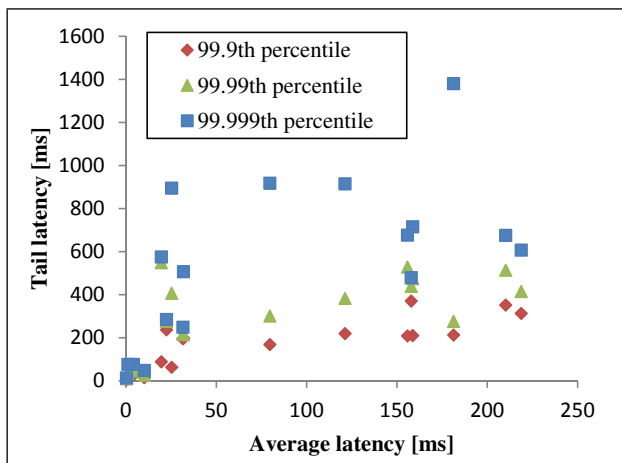 1600
1400
1200
1000
800
600
400
200
0
Tail latency [ms]
99.9th percentile
99.99th percentile
99.999th percentile
0 50 100 150 200 250
Average latency [ms]